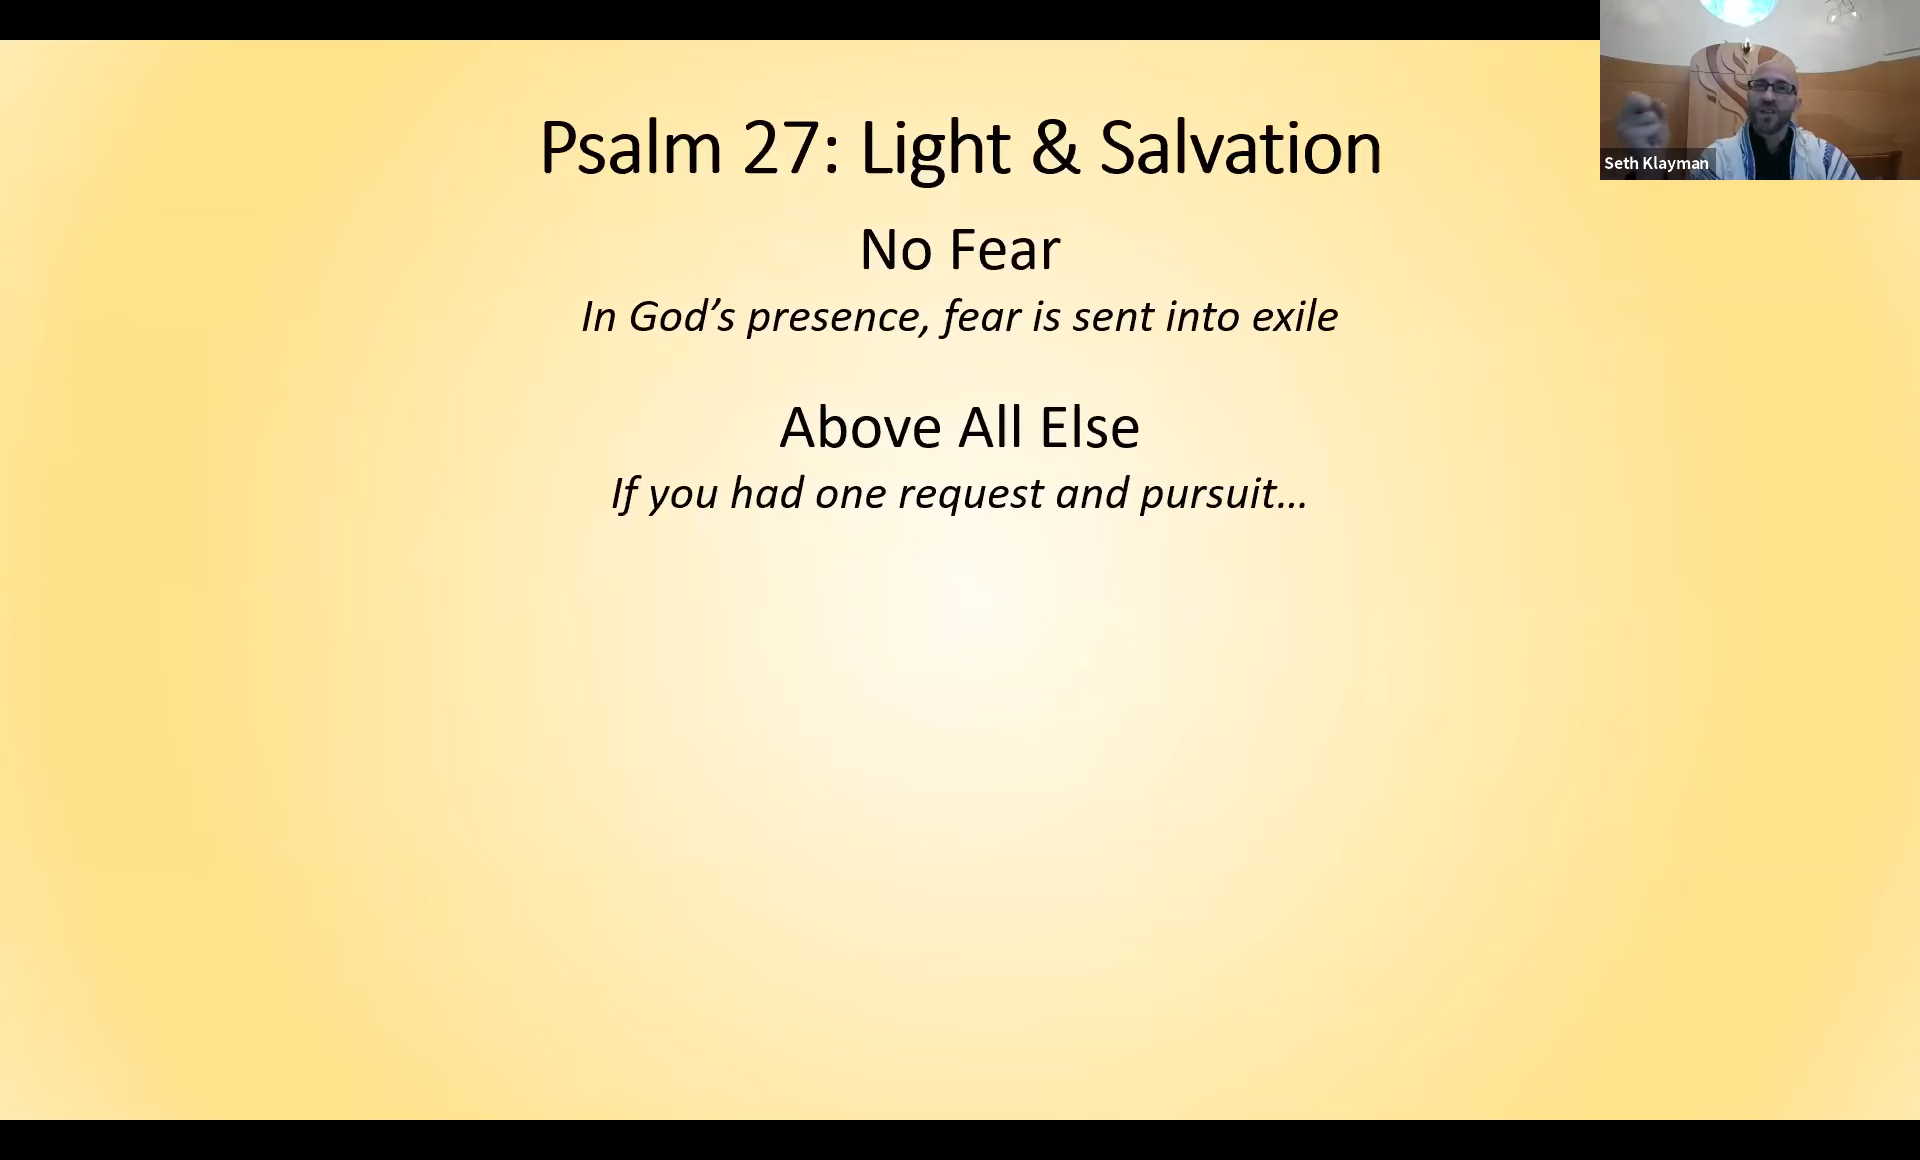 Psalm 27: Light & Salvation
No Fear
In God’s presence, fear is sent into exile
Above All Else
If you had one request and pursuit…
Seth Klayman